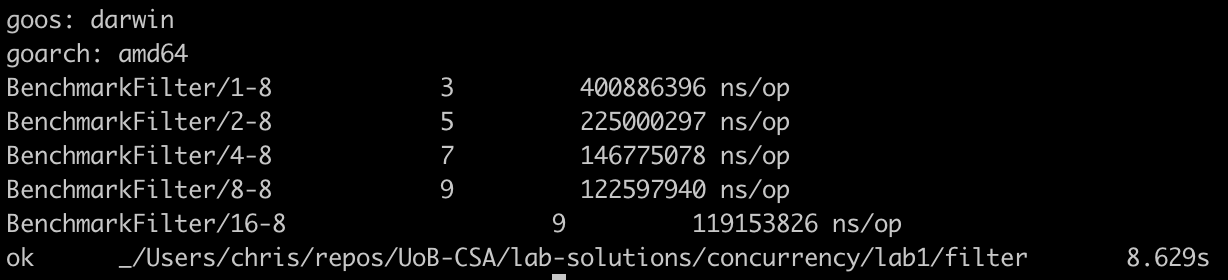 goos: darwin
goarch: amd64
BenchmarkFilter/1-8 3 400886396 ns/op
BenchmarkFilter/2-8 5 225000297 ns/op
BenchmarkFilter/4-8 7 146775078 ns/op
BenchmarkFilter/8-8 9 122597940 ns/op
BenchmarkFilter/16-8 9 119153826 ns/op
ok _/Users/chris/repos/UoB-CSA/lab-solutions/concurrency/lab1/filter 8.629s